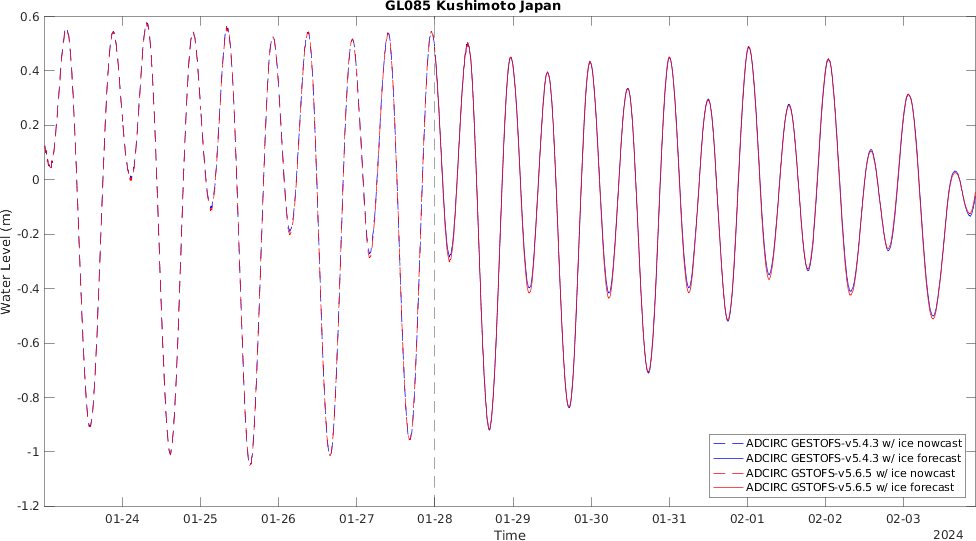 GL085 Kushimoto Japan
0.6
0.4
0.2
0
-0.2
-0.4
-0.6
-0.8
-1
-1.2
Water Level (m)
01-24 01-25 01-26 01-27 01-28 01-29 01-30 01-31 02-01 02-02 02-03
Time
2024
ADCIRC GESTOFS-v5.4.3 w/ ice nowcast
ADCIRC GESTOFS-v5.4.3 w/ ice forecast
ADCIRC GSTOFS-v5.6.5 w/ ice nowcast
ADCIRC GSTOFS-v5.6.5 w/ ice forecast